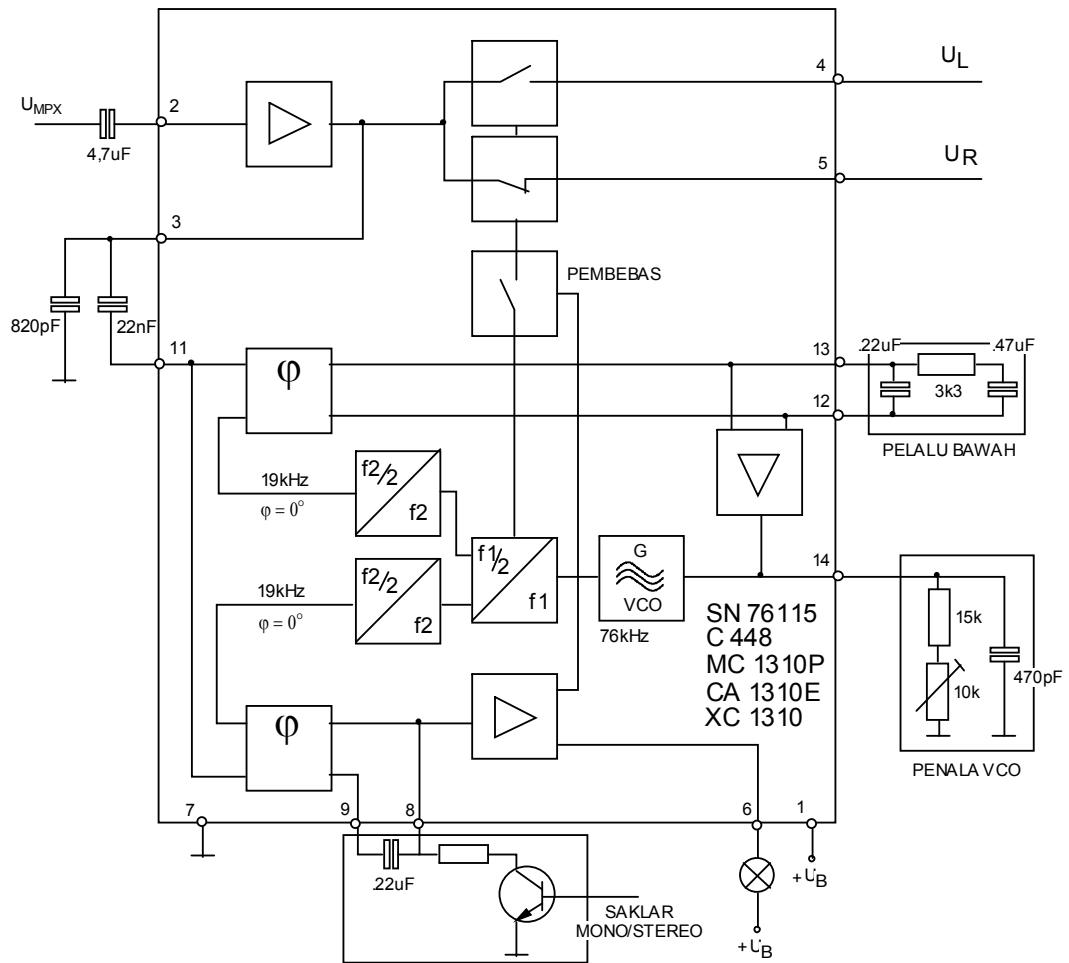 4
U_L
U_MPX
2
4,7uF
5
U_R
3
PEMBEBAS
820pF
22nF
11
φ
13
.22uF
.47uF
3k3
12
PELALU BAWAH
19kHz
φ = 0°
f2/2
f2
f1/2
f1
G
VCO
76kHz
14
19kHz
φ = 0°
f2/2
f2
SN 76115
C 448
MC 1310P
CA 1310E
XC 1310
15k
10k
470pF
PENALA VCO
φ
7
9
8
6
1
.22uF
+U_B
SAKLAR
MONO/STEREO
+U_B